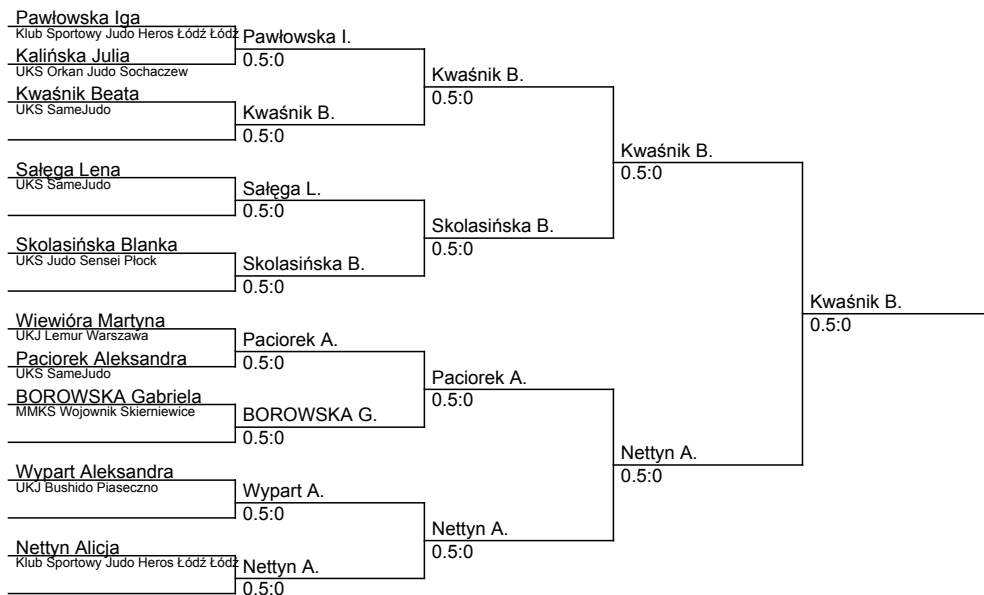 Pawłowska Iga
Klub Sportowy Judo Heros Łódź Łódź
Pawłowska I.
0.5:0
Kalińska Julia
UKS Orkan Judo Sochaczew
Kwaśnik B.
0.5:0
Kwaśnik Beata
UKS SameJudo
Kwaśnik B.
0.5:0
Kwaśnik B.
0.5:0
Sałęga Lena
UKS SameJudo
Sałęga L.
0.5:0
Skolasińska B.
0.5:0
Skolasińska Blanka
UKS Judo Sensei Płock
Skolasińska B.
0.5:0
Kwaśnik B.
0.5:0
Wiewióra Martyna
UKJ Lemur Warszawa
Paciorek A.
0.5:0
Paciorek Aleksandra
UKS SameJudo
Paciorek A.
0.5:0
BOROWSKA Gabriela
MMKS Wojownik Skierniewice
BOROWSKA G.
0.5:0
Nettyn A.
0.5:0
Wypart Aleksandra
UKJ Bushido Piaseczno
Wypart A.
0.5:0
Nettyn A.
0.5:0
Nettyn Alicja
Klub Sportowy Judo Heros Łódź Łódź
Nettyn A.
0.5:0